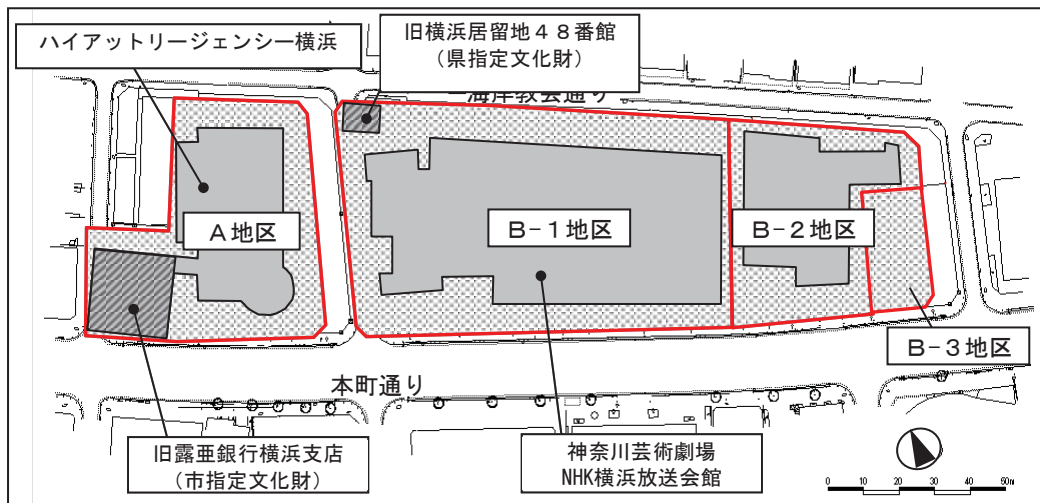 ハイアットリージェンシー横浜
旧横浜居留地４８番館
（県指定文化財）
海岸教会通り
A地区
B-1地区
B-2地区
B-3地区
本町通り
旧露亜銀行横浜支店
（市指定文化財）
神奈川芸術劇場
NHK横浜放送会館
0 10 20 30 40 50m